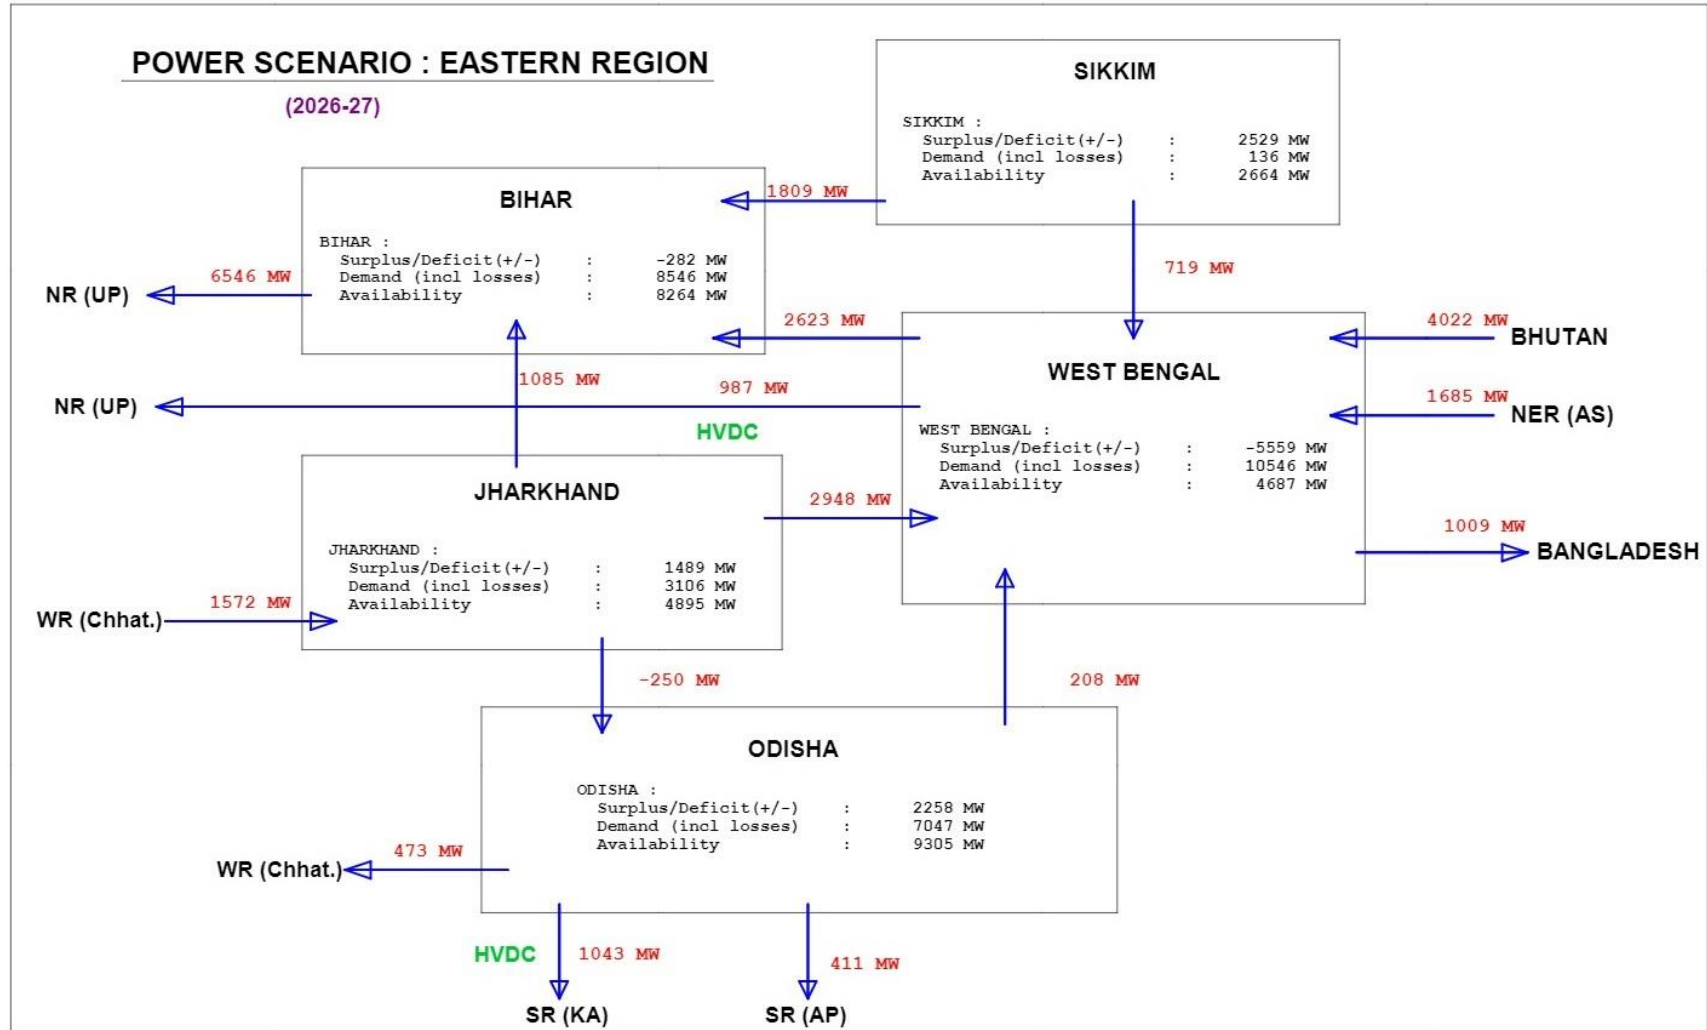 POWER SCENARIO : EASTERN REGION
(2026-27)
SIKKIM
SIKKIM :
Surplus/Deficit(+/-) : 2529 MW
Demand (incl losses) : 136 MW
Availability : 2664 MW
1809 MW
719 MW
BIHAR
BIHAR :
Surplus/Deficit(+/-) : -282 MW
Demand (incl losses) : 8546 MW
Availability : 8264 MW
6546 MW
NR (UP)
2623 MW
4022 MW
BHUTAN
WEST BENGAL
1085 MW
987 MW
NR (UP)
HVDC
1685 MW
NER (AS)
WEST BENGAL :
Surplus/Deficit(+/-) : -5559 MW
Demand (incl losses) : 10546 MW
Availability : 4687 MW
JHARKHAND
2948 MW
1009 MW
BANGLADESH
JHARKHAND :
Surplus/Deficit(+/-) : 1489 MW
Demand (incl losses) : 3106 MW
Availability : 4895 MW
1572 MW
WR (Chhat.)
-250 MW
208 MW
ODISHA
ODISHA :
Surplus/Deficit(+/-) : 2258 MW
Demand (incl losses) : 7047 MW
Availability : 9305 MW
473 MW
WR (Chhat.)
HVDC
1043 MW
411 MW
SR (KA)
SR (AP)